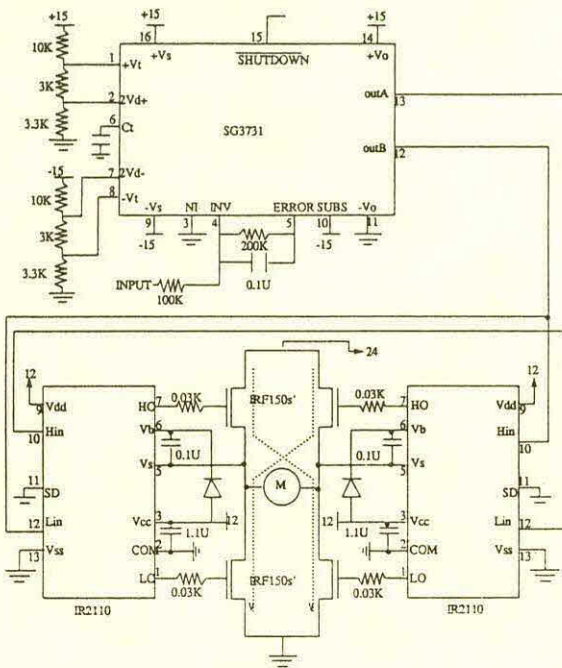 +15
+15
+15
16
15
14
10K
+Vs
SHUTDOWN
+Vo
1
+Vt
3K
outA
13
2
2Vd+
3.3K
6
Ct
SG3731
outB
12
-15
7
2Vd-
8
-Vt
10K
-Vs
NI
INV
ERROR SUBS
-Vo
9
3
4
5
10
11
3K
-15
200K
-15
3.3K
INPUT
100K
0.1U
24
12
0.03K
IRF150s'
0.03K
12
9
Vdd
HO
7
7
HO
Vdd
9
Hin
Vb
6
6
Vb
Hin
10
0.1U
0.1U
10
Vs
5
Vs
5
M
11
SD
11
SD
12
Lin
Vcc
3
12
12
3
Vcc
Lin
12
1.1U
1.1U
Vss
COM
2
2
COM
Vss
13
13
LO
1
IRF150s'
1
LO
0.03K
0.03K
IR2110
IR2110